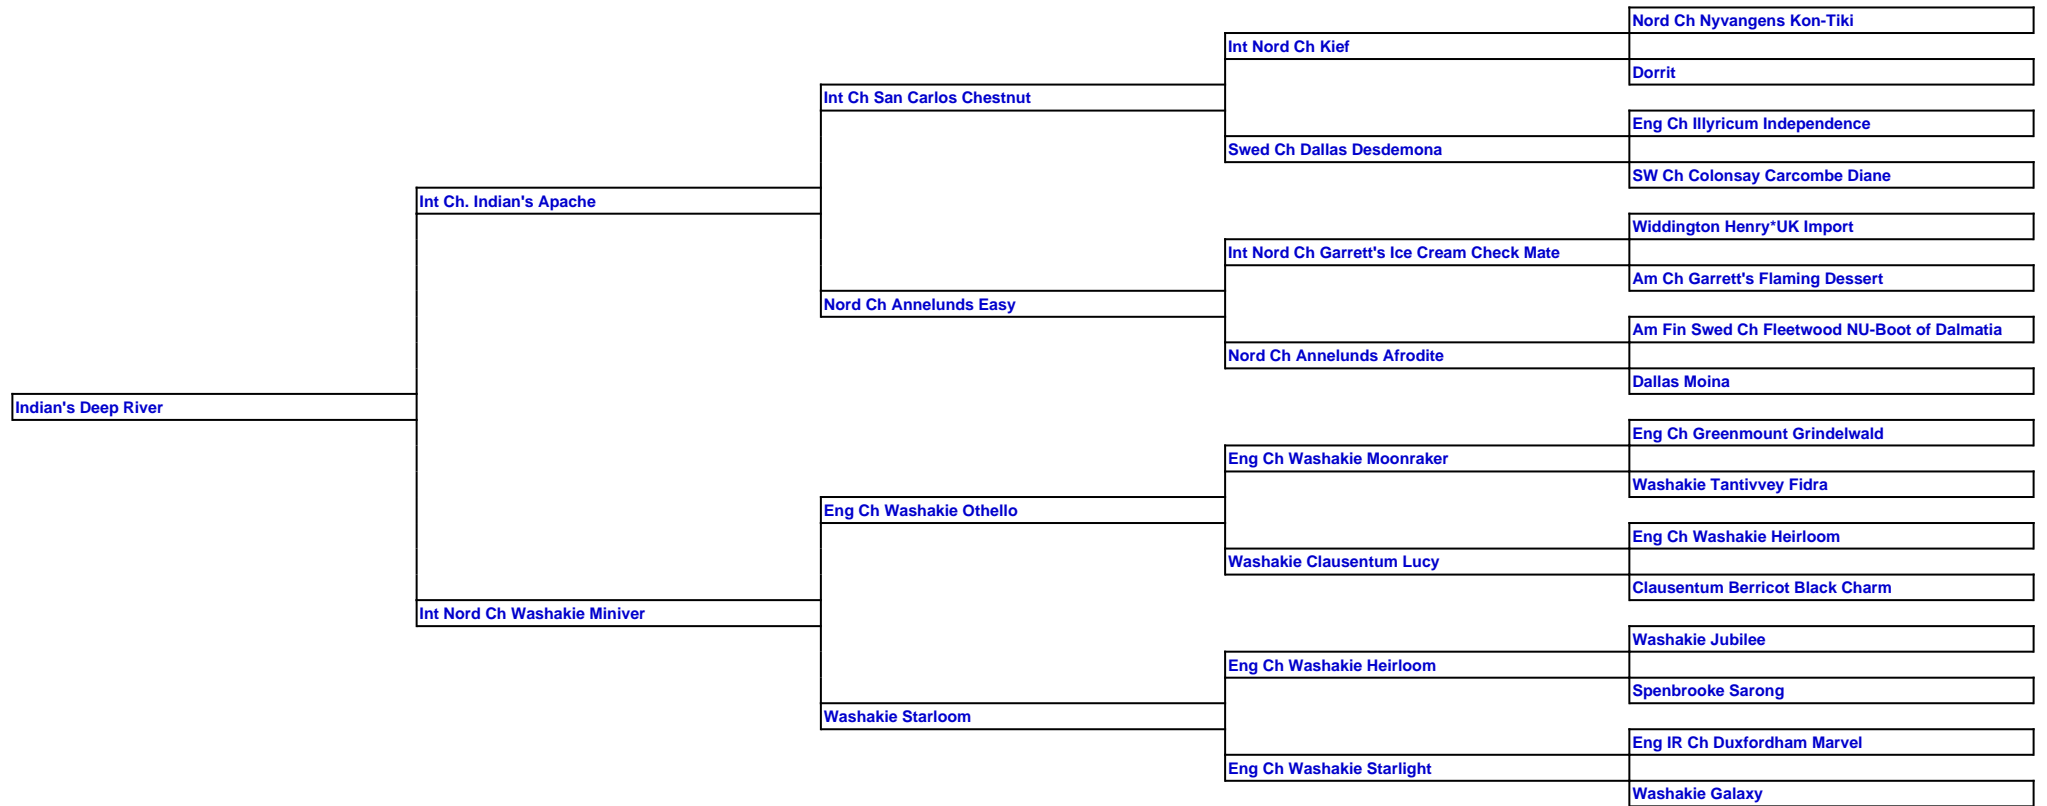 Nord Ch Nyvangens Kon-Tiki
Int Nord Ch Kief
Dorrit
Int Ch San Carlos Chestnut
Eng Ch Illyricum Independence
Swed Ch Dallas Desdemona
SW Ch Colonsay Carcombe Diane
Int Ch. Indian's Apache
Widdington Henry*UK Import
Int Nord Ch Garrett's Ice Cream Check Mate
Am Ch Garrett's Flaming Dessert
Nord Ch Annelunds Easy
Am Fin Swed Ch Fleetwood NU-Boot of Dalmatia
Nord Ch Annelunds Afrodite
Dallas Moina
Indian's Deep River
Eng Ch Greenmount Grindelwald
Eng Ch Washakie Moonraker
Washakie Tantivvey Fidra
Eng Ch Washakie Othello
Eng Ch Washakie Heirloom
Washakie Clausentum Lucy
Clausentum Berricot Black Charm
Int Nord Ch Washakie Miniver
Washakie Jubilee
Eng Ch Washakie Heirloom
Spenbrooke Sarong
Washakie Starloom
Eng IR Ch Duxfordham Marvel
Eng Ch Washakie Starlight
Washakie Galaxy